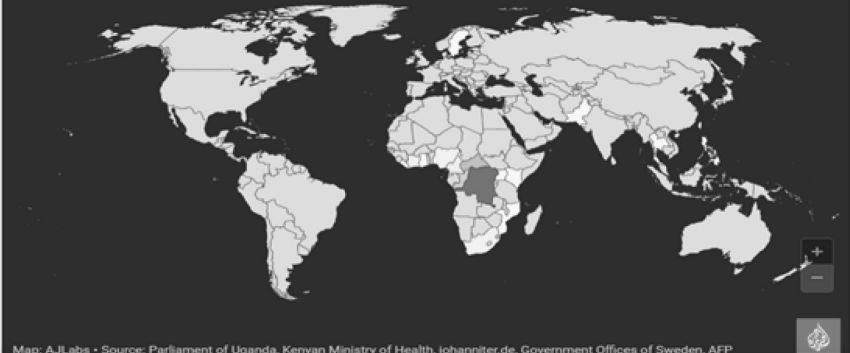 +
−
Map: AJLabs • Source: Parliament of Uganda, Kenyan Ministry of Health, johanniter.de, Government Offices of Sweden, AFP